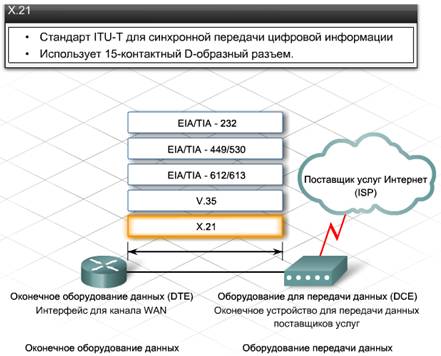 X.21
• Стандарт ITU-T для синхронной передачи цифровой информации
• Использует 15-контактный D-образный разъем.
EIA/TIA - 232
EIA/TIA - 449/530
EIA/TIA - 612/613
V.35
X.21
Поставщик услуг Интернет
(ISP)
Оконечное оборудование данных (DTE)
Интерфейс для канала WAN
Оборудование для передачи данных (DCE)
Оконечное устройство для передачи данных
поставщиков услуг
Оконечное оборудование данных
Оборудование передачи данных